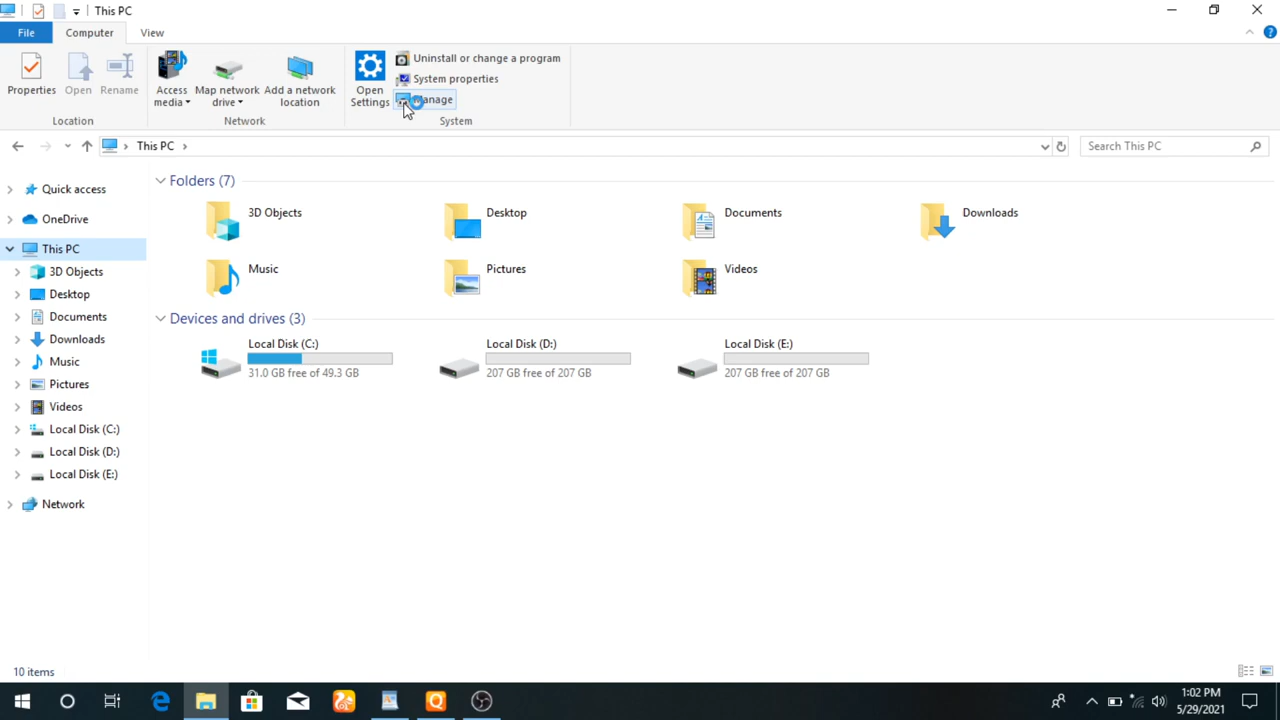 This PC
File
Computer
View
Properties
Open
Rename
Location
Access media
Map network drive
Add a network location
Network
Open Settings
Uninstall or change a program
System properties
Manage
System
This PC
Search This PC
Quick access
OneDrive
This PC
3D Objects
Desktop
Documents
Downloads
Music
Pictures
Videos
Local Disk (C:)
Local Disk (D:)
Local Disk (E:)
Network
Folders (7)
3D Objects
Desktop
Documents
Downloads
Music
Pictures
Videos
Devices and drives (3)
Local Disk (C:)
31.0 GB free of 49.3 GB
Local Disk (D:)
207 GB free of 207 GB
Local Disk (E:)
207 GB free of 207 GB
10 items
1:02 PM
5/29/2021